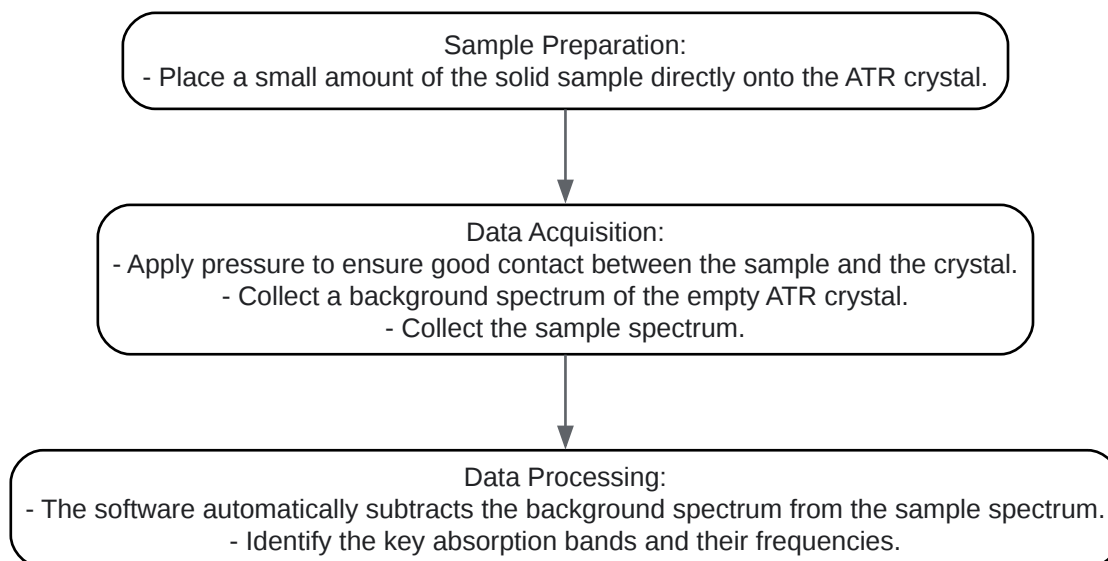 Sample Preparation:
- Place a small amount of the solid sample directly onto the ATR crystal.
Data Acquisition:
- Apply pressure to ensure good contact between the sample and the crystal.
- Collect a background spectrum of the empty ATR crystal.
- Collect the sample spectrum.
Data Processing:
- The software automatically subtracts the background spectrum from the sample spectrum.
- Identify the key absorption bands and their frequencies.